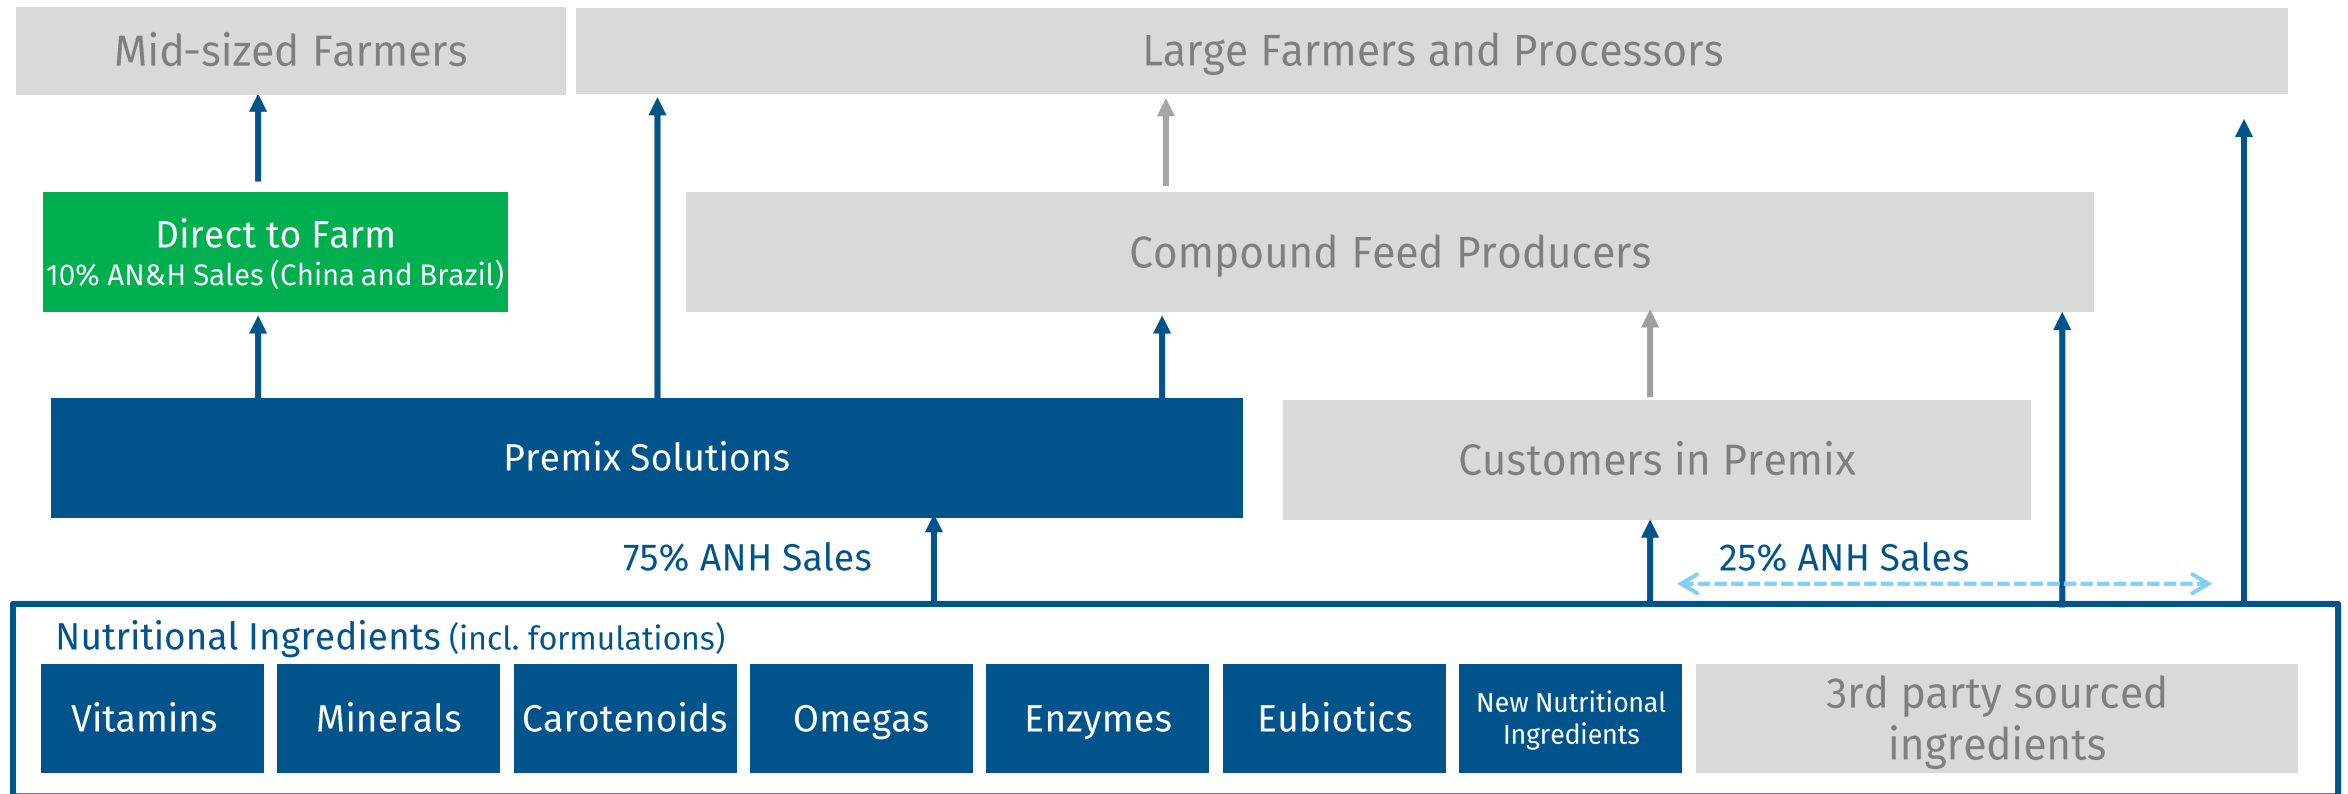 Mid-sized Farmers
Large Farmers and Processors
Direct to Farm
10% AN&H Sales (China and Brazil)
Compound Feed Producers
Premix Solutions
Customers in Premix
75% ANH Sales
25% ANH Sales
Nutritional Ingredients (incl. formulations)
Vitamins
Minerals
Carotenoids
Omegas
Enzymes
Eubiotics
New Nutritional
Ingredients
3rd party sourced
ingredients